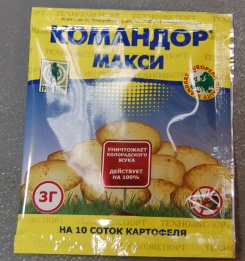 КОМАНДОР®
МАКСИ
УНИЧТОЖАЕТ
КОЛОРАДСКОГО
ЖУКА
ДЕЙСТВУЕТ
НА 100%
3Г
НА 10 СОТОК КАРТОФЕЛЯ
ТЕХНОЭКСПОРТ